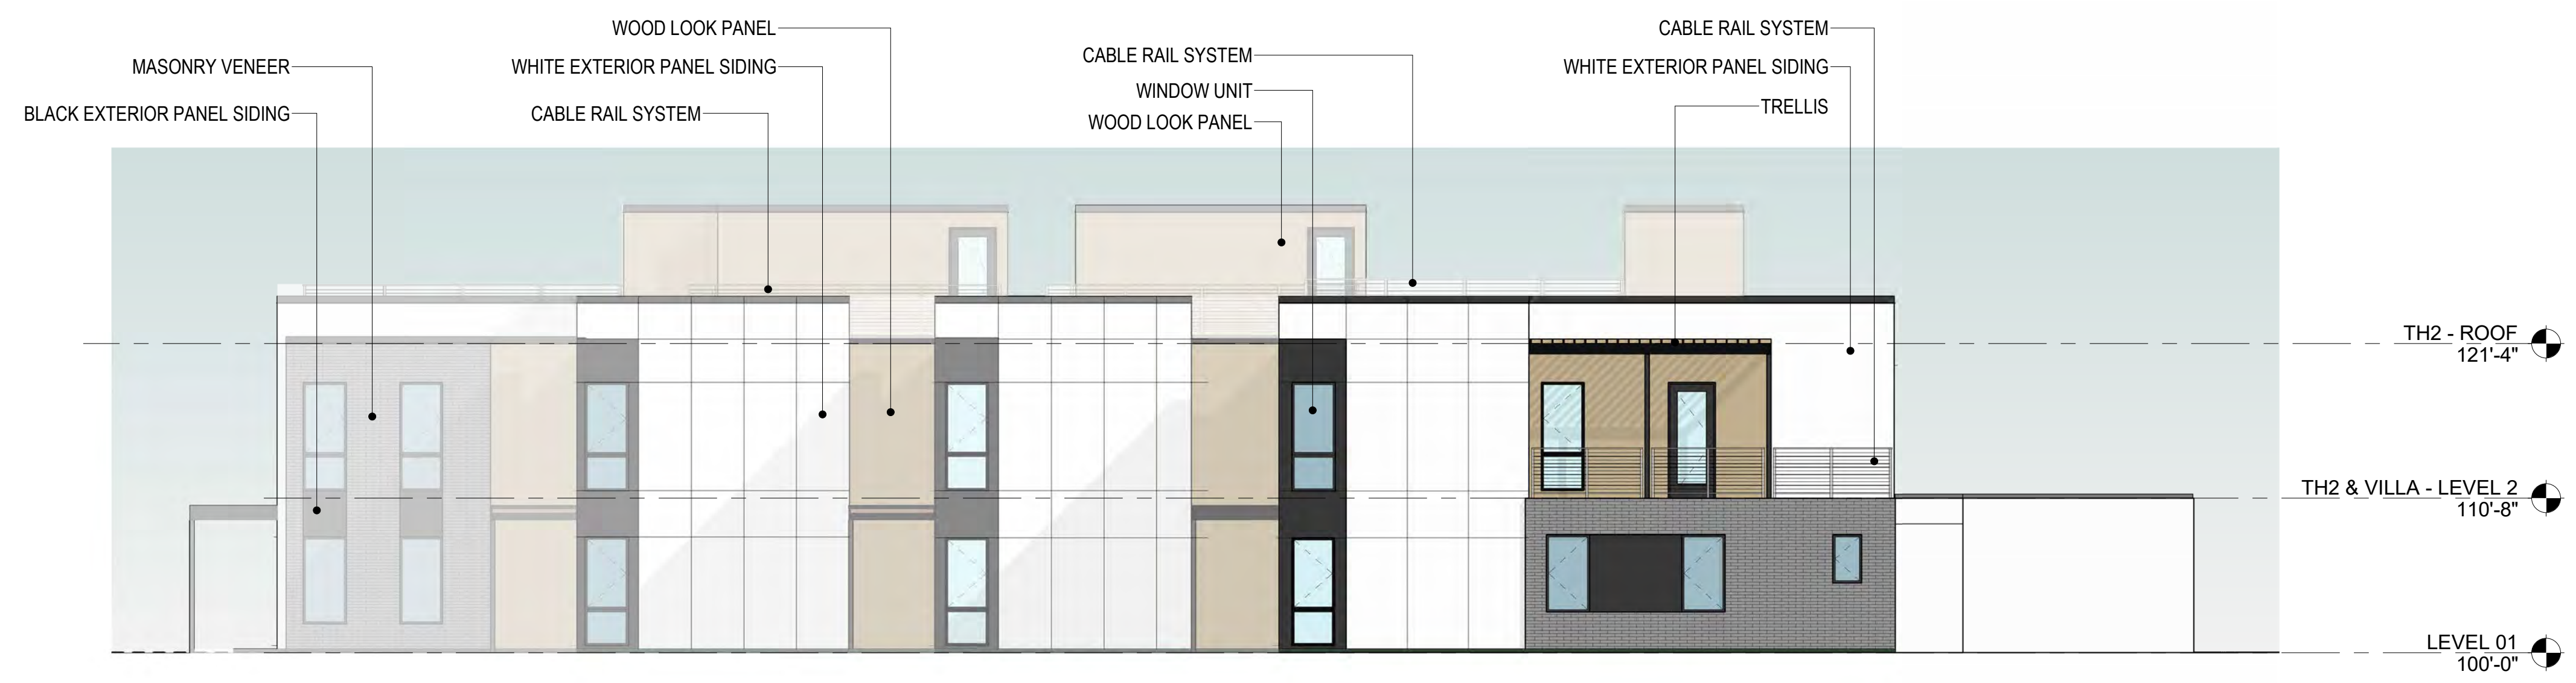 WOOD LOOK PANEL
MASONRY VENEER
WHITE EXTERIOR PANEL SIDING
BLACK EXTERIOR PANEL SIDING
CABLE RAIL SYSTEM
CABLE RAIL SYSTEM
WINDOW UNIT
WOOD LOOK PANEL
CABLE RAIL SYSTEM
WHITE EXTERIOR PANEL SIDING
TRELLIS
TH2 - ROOF
121'-4"
TH2 & VILLA - LEVEL 2
110'-8"
LEVEL 01
100'-0"